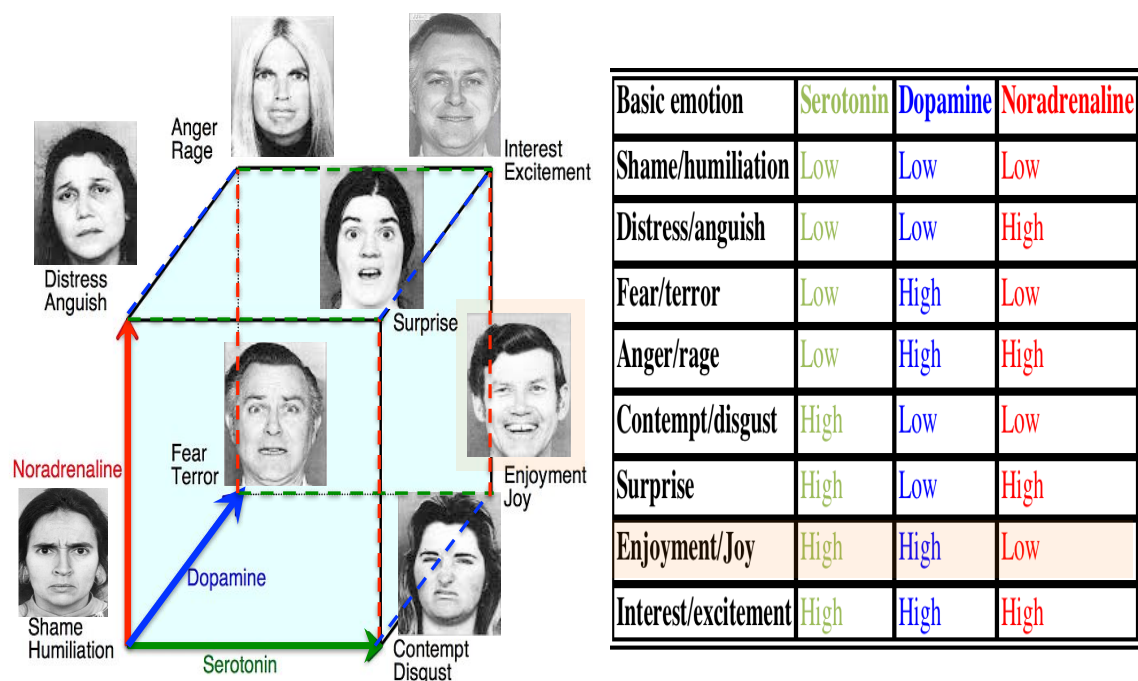 Anger
Rage
Interest
Excitement
Distress
Anguish
Surprise
Fear
Terror
Enjoyment
Joy
Noradrenaline
Dopamine
Shame
Humiliation
Serotonin
Contempt
Disgust
Basic emotion Serotonin Dopamine Noradrenaline
Shame/humiliation Low Low Low
Distress/anguish Low Low High
Fear/terror Low High Low
Anger/rage Low High High
Contempt/disgust High Low Low
Surprise High Low High
Enjoyment/Joy High High Low
Interest/excitement High High High